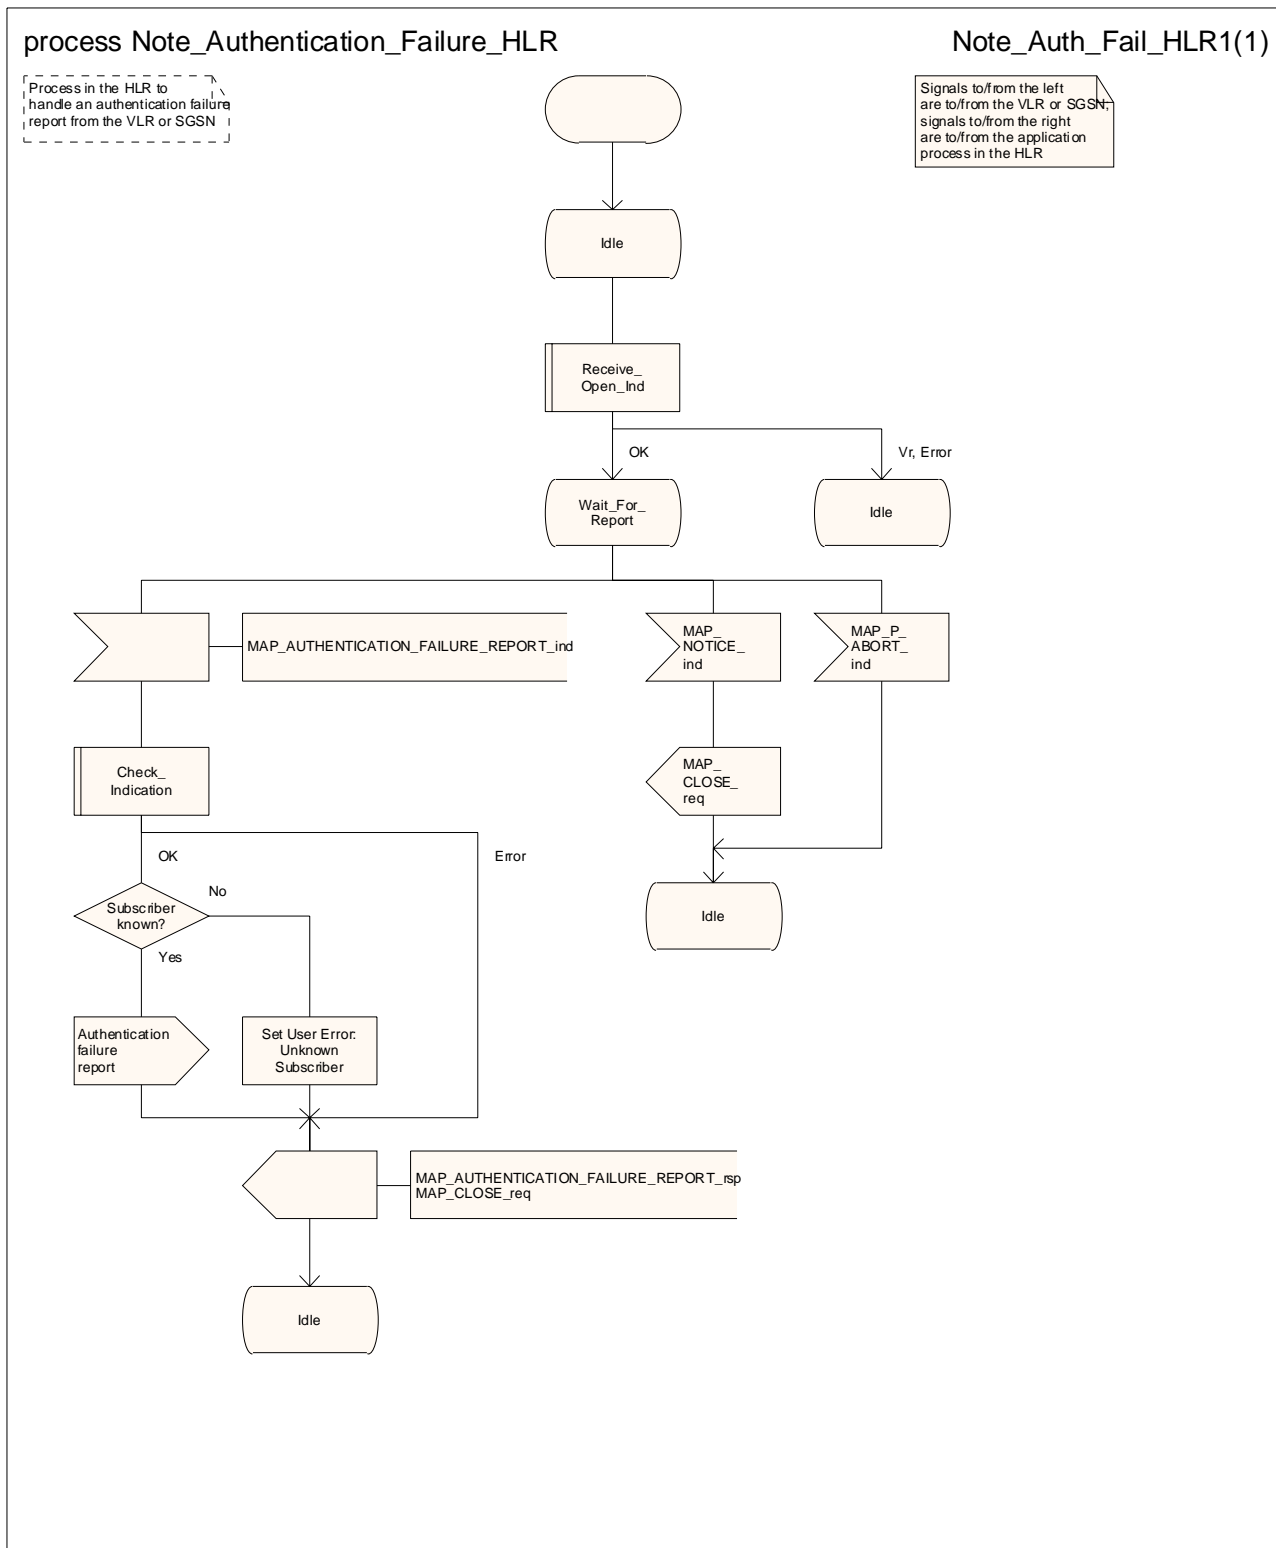 process Note_Authentication_Failure_HLR
Note_Auth_Fail_HLR1(1)
Process in the HLR to
handle an authentication failure
report from the VLR or SGSN
Signals to/from the left
are to/from the VLR or SGSN,
signals to/from the right
are to/from the application
process in the HLR
Idle
Receive_
Open_Ind
OK
Vr, Error
Wait_For_
Report
Idle
MAP_AUTHENTICATION_FAILURE_REPORT_ind
MAP_
NOTICE_
ind
MAP_P_
ABORT_
ind
Check_
Indication
MAP_
CLOSE_
req
OK
Error
No
Subscriber
known?
Idle
Yes
Authentication
failure
report
Set User Error:
Unknown
Subscriber
MAP_AUTHENTICATION_FAILURE_REPORT_rsp
MAP_CLOSE_req
Idle